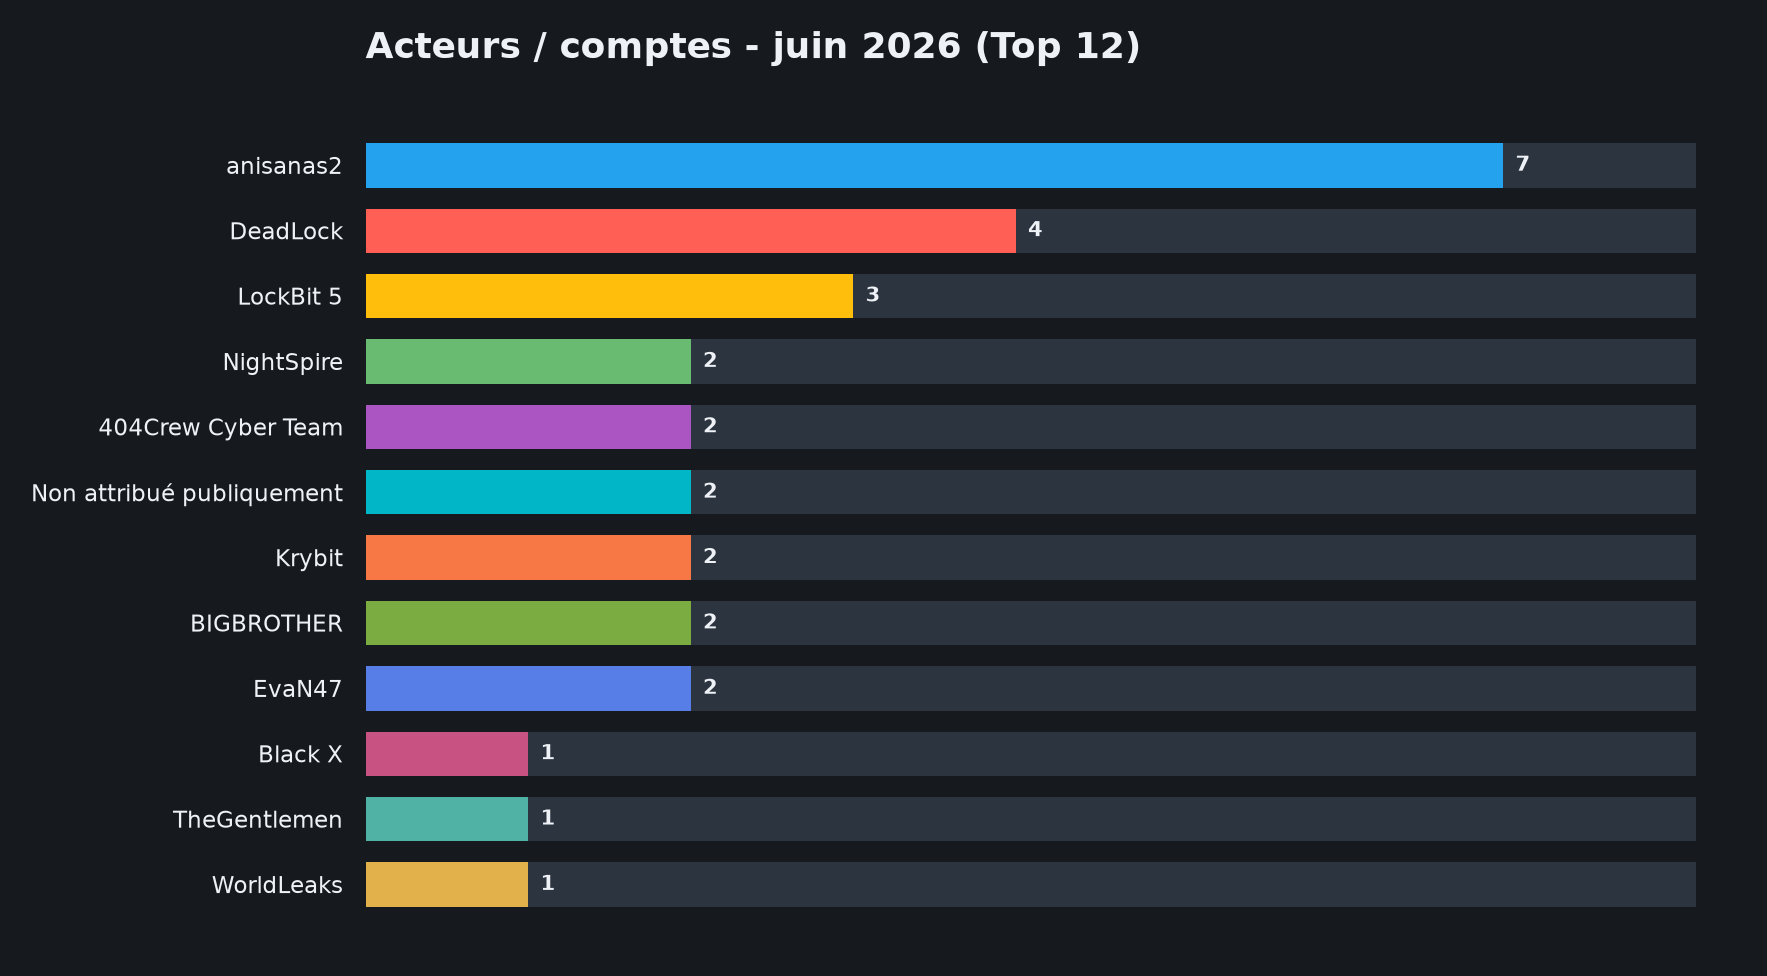 Acteurs / comptes - juin 2026 (Top 12)
anisanas2 7
DeadLock 4
LockBit 5 3
NightSpire 2
404Crew Cyber Team 2
Non attribué publiquement 2
Krybit 2
BIGBROTHER 2
EvaN47 2
Black X 1
TheGentlemen 1
WorldLeaks 1